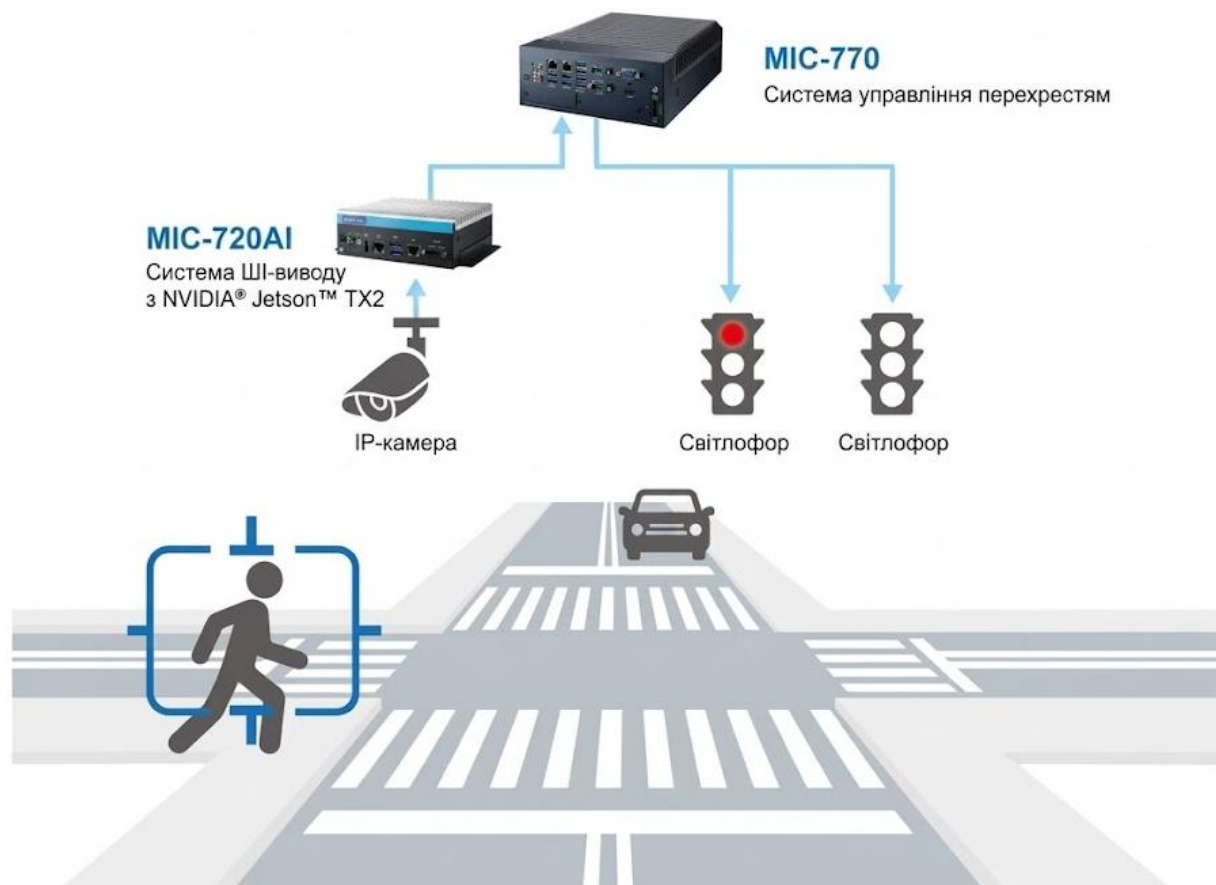 MIC-770
Система управління перехрестям
MIC-720AI
Система ШІ-виводу
з NVIDIA® Jetson™ TX2
IP-камера
Світлофор
Світлофор